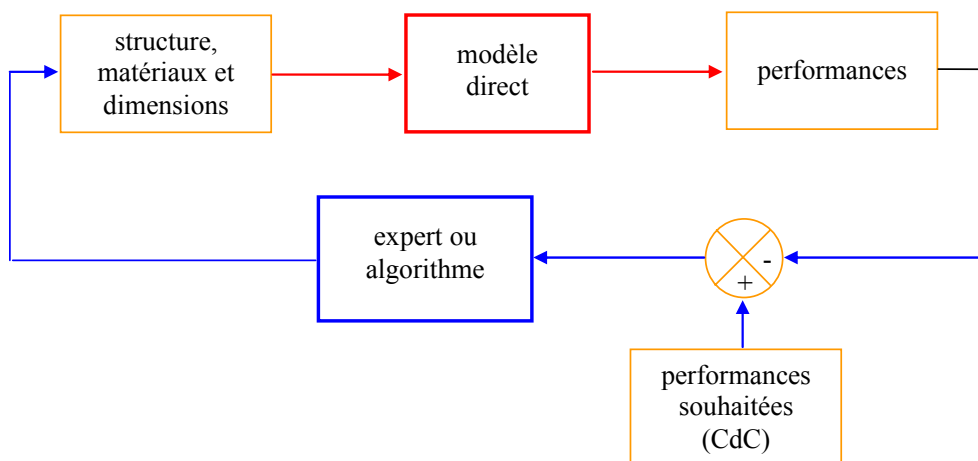 structure,
matériaux et
dimensions
modèle
direct
performances
expert ou
algorithme
-
+
performances
souhaitées
(CdC)